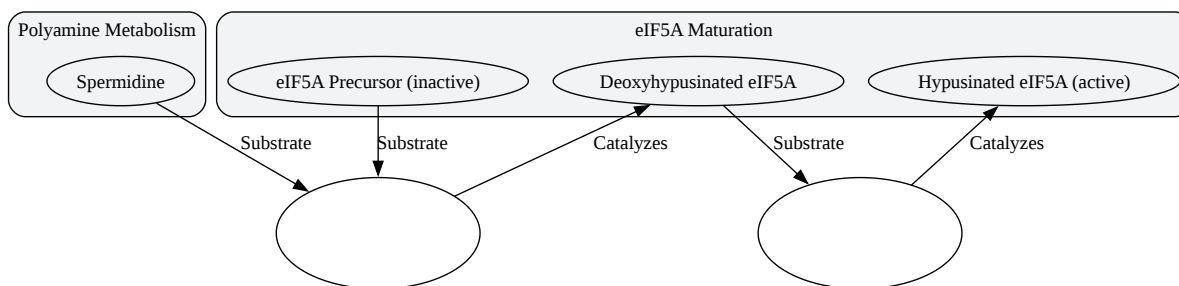 Polyamine Metabolism
eIF5A Maturation
Spermidine
eIF5A Precursor (inactive)
Deoxyhypusinated eIF5A
Hypusinated eIF5A (active)
Substrate
Substrate
Catalyzes
Substrate
Catalyzes